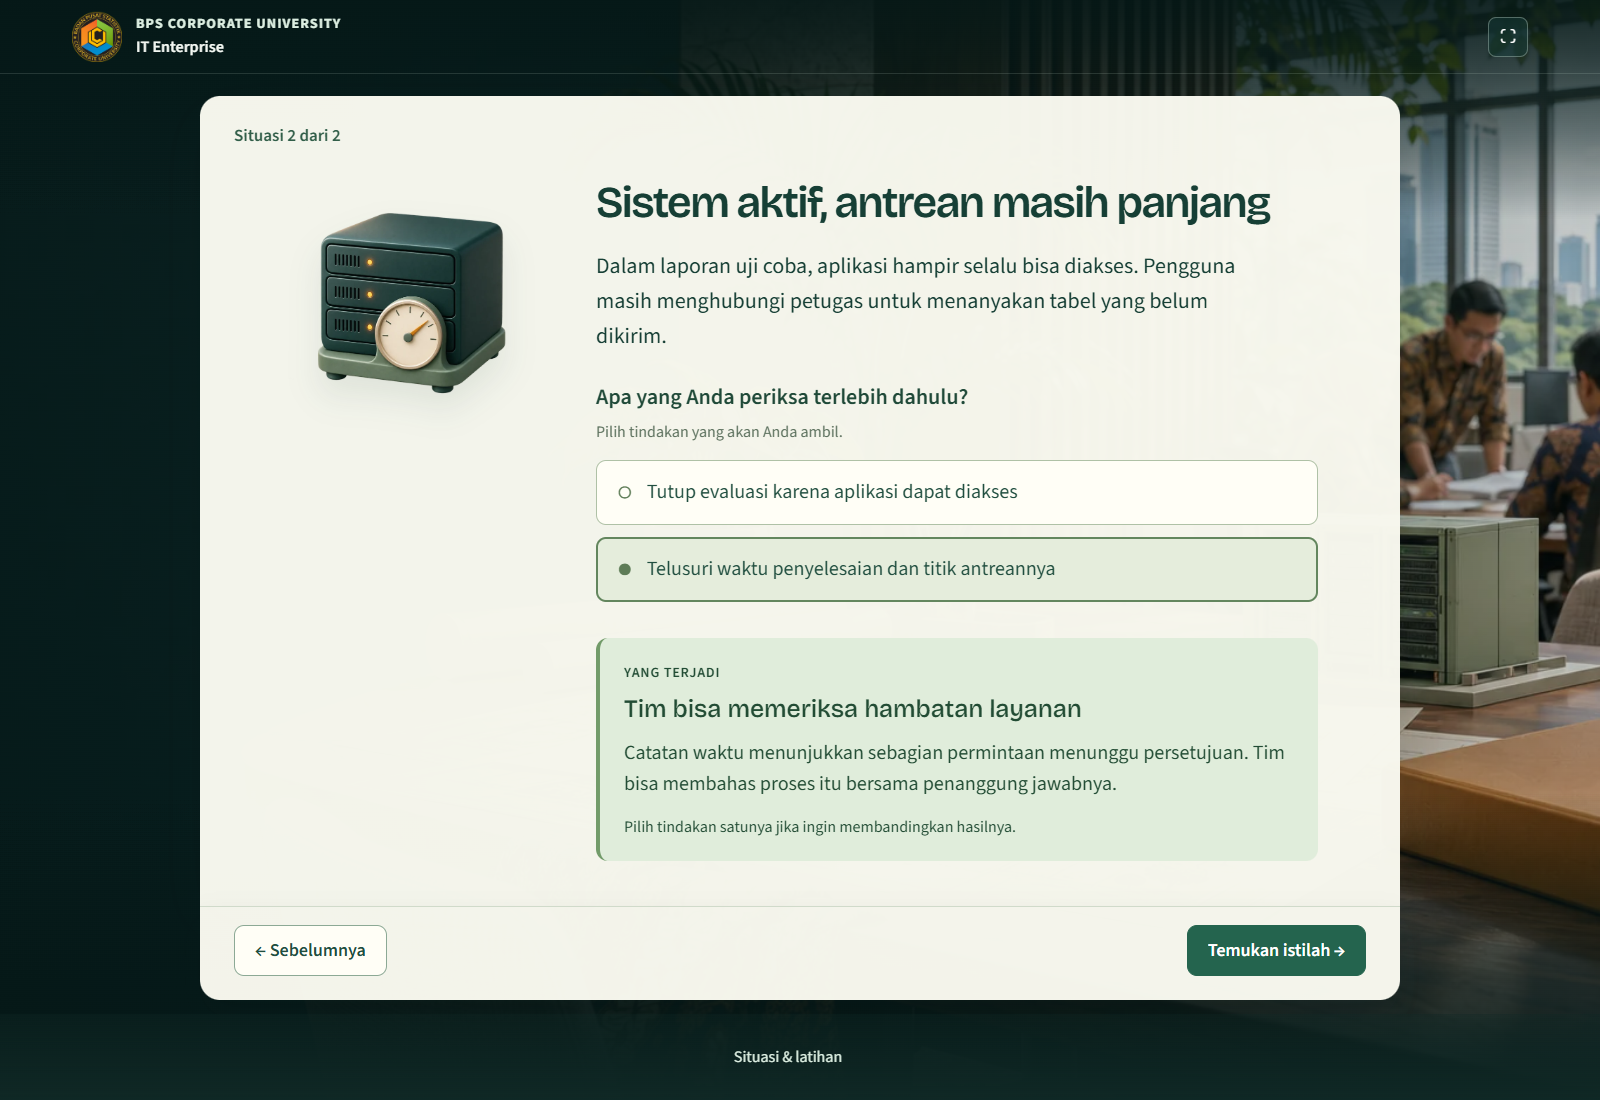 BPS CORPORATE UNIVERSITY
IT Enterprise
Situasi 2 dari 2
Sistem aktif, antrean masih panjang
Dalam laporan uji coba, aplikasi hampir selalu bisa diakses. Pengguna
masih menghubungi petugas untuk menanyakan tabel yang belum
dikirim.
Apa yang Anda periksa terlebih dahulu?
Pilih tindakan yang akan Anda ambil.
Tutup evaluasi karena aplikasi dapat diakses
Telusuri waktu penyelesaian dan titik antreannya
YANG TERJADI
Tim bisa memeriksa hambatan layanan
Catatan waktu menunjukkan sebagian permintaan menunggu persetujuan. Tim
bisa membahas proses itu bersama penanggung jawabnya.
Pilih tindakan satunya jika ingin membandingkan hasilnya.
← Sebelumnya
Temukan istilah →
Situasi & latihan